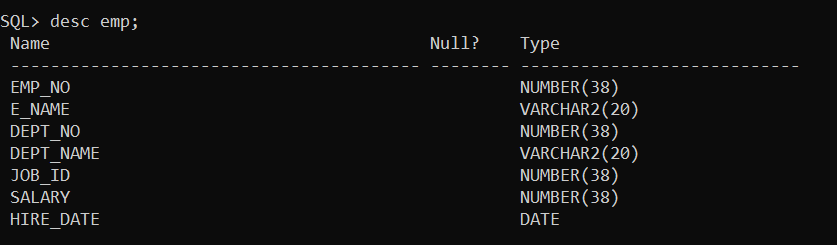 SQL> desc emp;
Name Null? Type
----------------------------------------- -------- ----------------------------
EMP_NO NUMBER(38)
E_NAME VARCHAR2(20)
DEPT_NO NUMBER(38)
DEPT_NAME VARCHAR2(20)
JOB_ID NUMBER(38)
SALARY NUMBER(38)
HIRE_DATE DATE